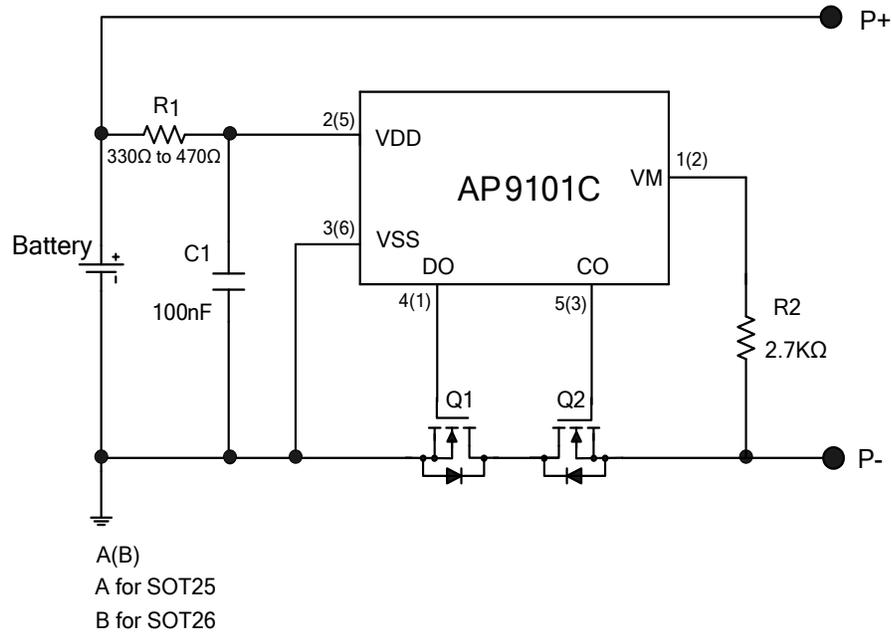 P+
R1
330Ω to 470Ω
2(5)
VDD
AP9101C
VM
1(2)
3(6)
VSS
Battery
+
-
C1
100nF
DO
CO
4(1)
5(3)
R2
2.7KΩ
Q1
Q2
P-
A(B)
A for SOT25
B for SOT26